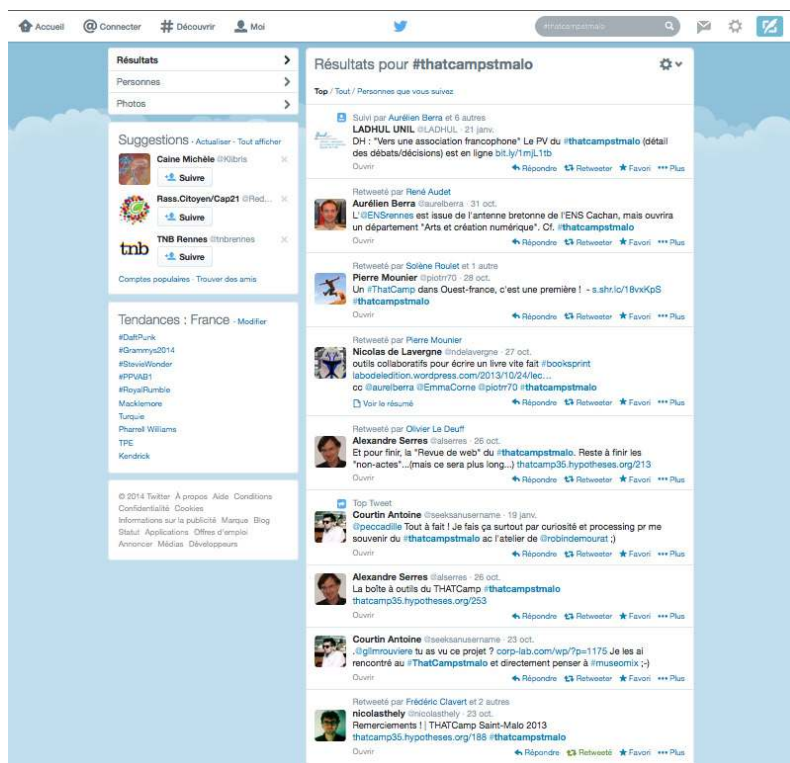 Accueil @ Connecter # Découvrir Moi
#thatcampstmalo
Résultats
Personnes
Photos
Suggestions · Actualiser · Tout afficher
Caine Michèle @Klibris
Suivre
Rass.Citoyen/Cap21 @Red...
Suivre
TNB Rennes @tnbrennes
tnb
Suivre
Comptes populaires · Trouver des amis
Tendances : France · Modifier
#DaftPunk
#Grammys2014
#StevieWonder
#PPVAB1
#RoyalRumble
Macklemore
Turquie
Pharrell Williams
TPE
Kendrick
© 2014 Twitter À propos Aide Conditions
Confidentialité Cookies
Informations sur la publicité Marque Blog
Statut Applications Offres d'emploi
Annoncer Médias Développeurs
Résultats pour #thatcampstmalo
Top / Tout / Personnes que vous suivez
Suivi par Aurélien Berra et 6 autres
LADHUL UNIL @LADHUL · 21 janv.
DH : "Vers une association francophone" Le PV du #thatcampstmalo (détail
des débats/décisions) est en ligne bit.ly/1mjL1tb
Ouvrir Répondre Retweeter Favori ••• Plus
Retweeté par René Audet
Aurélien Berra @aurelberra · 31 oct.
L'@ENSrennes est issue de l'antenne bretonne de l'ENS Cachan, mais ouvrira
un département "Arts et création numérique". Cf. #thatcampstmalo
Ouvrir Répondre Retweeter Favori ••• Plus
Retweeté par Solène Roulet et 1 autre
Pierre Mounier @piotrr70 · 28 oct.
Un #ThatCamp dans Ouest-france, c'est une première ! - s.shr.lc/18vxKpS
#thatcampstmalo
Ouvrir Répondre Retweeter Favori ••• Plus
Retweeté par Pierre Mounier
Nicolas de Lavergne @ndelavergne · 27 oct.
outils collaboratifs pour écrire un livre vite fait #booksprint
labodeledition.wordpress.com/2013/10/24/lec...
cc @aurelberra @EmmaCorne @piotrr70 #thatcampstmalo
Voir le résumé Répondre Retweeter Favori ••• Plus
Retweeté par Olivier Le Deuff
Alexandre Serres @alserres · 26 oct.
Et pour finir, la "Revue de web" du #thatcampstmalo. Reste à finir les
"non-actes"...(mais ce sera plus long...) thatcamp35.hypotheses.org/213
Ouvrir Répondre Retweeter Favori ••• Plus
Top Tweet
Courtin Antoine @seeksanusername · 19 janv.
@peccadille Tout à fait ! Je fais ça surtout par curiosité et processing pr me
souvenir du #thatcampstmalo ac l'atelier de @robindemourat ;)
Ouvrir Répondre Retweeter Favori ••• Plus
Alexandre Serres @alserres · 26 oct.
La boîte à outils du THATCamp #thatcampstmalo
thatcamp35.hypotheses.org/253
Ouvrir Répondre Retweeter Favori ••• Plus
Courtin Antoine @seeksanusername · 23 oct.
.@gilmrouviere tu as vu ce projet ? corp-lab.com/wp/?p=1175 Je les ai
rencontré au #ThatCampstmalo et directement penser à #museomix ;-)
Ouvrir Répondre Retweeter Favori ••• Plus
Retweeté par Frédéric Clavert et 2 autres
nicolasthely @nicolasthely · 23 oct.
Remerciements ! | THATCamp Saint-Malo 2013
thatcamp35.hypotheses.org/188 #thatcampstmalo
Ouvrir Répondre Retweeté Favori ••• Plus